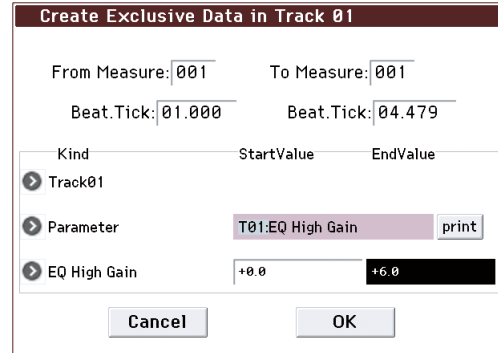 Create Exclusive Data in Track 01
From Measure: 001 To Measure: 001
Beat.Tick: 01.000 Beat.Tick: 04.479
Kind StartValue EndValue
Track01
Parameter T01:EQ High Gain print
EQ High Gain +0.0 +6.0
Cancel OK